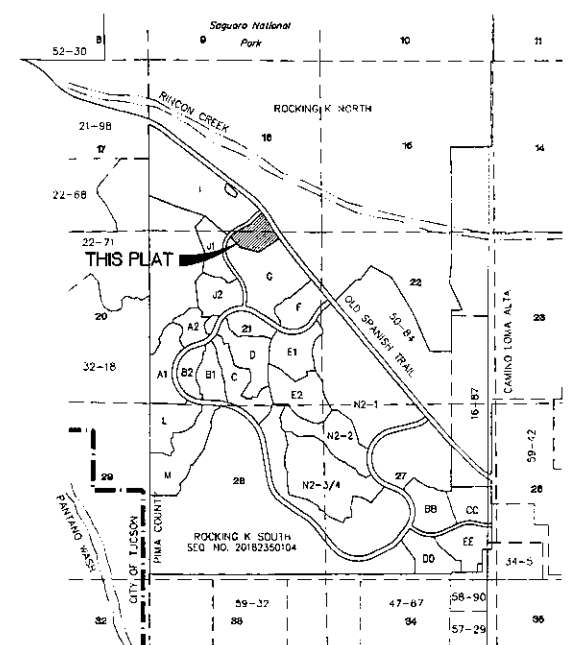 Saguaro National
Park
8
9
10
11
52-30
RINCON CREEK
ROCKING K NORTH
21-98
17
16
15
14
22-68
I
22-71
J1
THIS PLAT
G
22
J2
F
OLD SPANISH TRAIL
50-84
20
23
A2
21
CAMINO LOMA ALTA
32-18
D
E1
A1
B2
B1
C
E2
N2-1
16-87
L
N2-2
59-42
29
M
28
N2-3/4
27
26
PANTANO WASH
CITY OF TUCSON
PIMA COUNTY
BB
CC
ROCKING K SOUTH
SEQ. NO. 20182350104
DD
EE
34-5
59-32
47-67
58-90
32
33
34
35
57-29